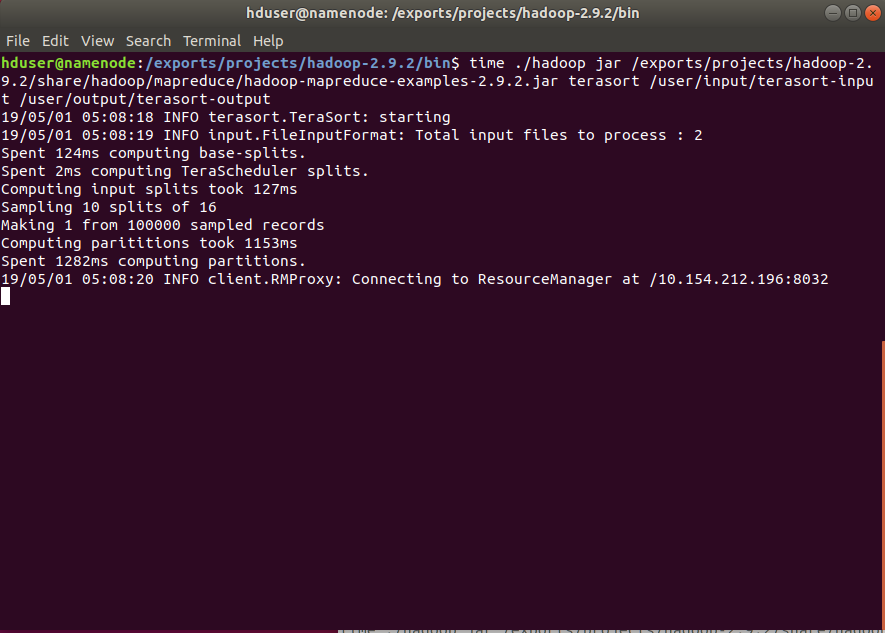 hduser@namenode: /exports/projects/hadoop-2.9.2/bin
File Edit View Search Terminal Help
hduser@namenode:/exports/projects/hadoop-2.9.2/bin$ time ./hadoop jar /exports/projects/hadoop-2.
9.2/share/hadoop/mapreduce/hadoop-mapreduce-examples-2.9.2.jar terasort /user/input/terasort-inpu
t /user/output/terasort-output
19/05/01 05:08:18 INFO terasort.TeraSort: starting
19/05/01 05:08:19 INFO input.FileInputFormat: Total input files to process : 2
Spent 124ms computing base-splits.
Spent 2ms computing TeraScheduler splits.
Computing input splits took 127ms
Sampling 10 splits of 16
Making 1 from 100000 sampled records
Computing parititions took 1153ms
Spent 1282ms computing partitions.
19/05/01 05:08:20 INFO client.RMProxy: Connecting to ResourceManager at /10.154.212.196:8032